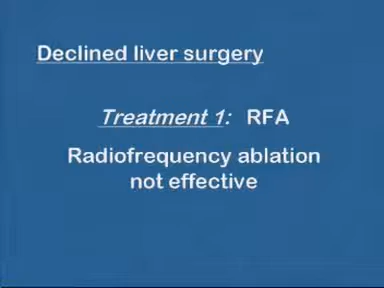 Declined liver surgery
Treatment 1: RFA
Radiofrequency ablation
not effective